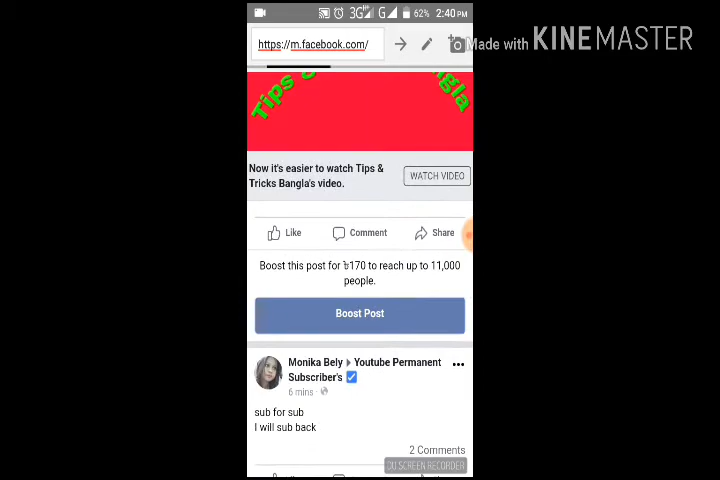 3G G 62% 2:40 PM
https://m.facebook.com/
Made with KINEMASTER
Tips & Bangla
Now it's easier to watch Tips &
Tricks Bangla's video.
WATCH VIDEO
Like Comment Share
Boost this post for ৳170 to reach up to 11,000
people.
Boost Post
Monika Bely Youtube Permanent
Subscriber's
6 mins ·
sub for sub
I will sub back
2 Comments
DU SCREEN RECORDER